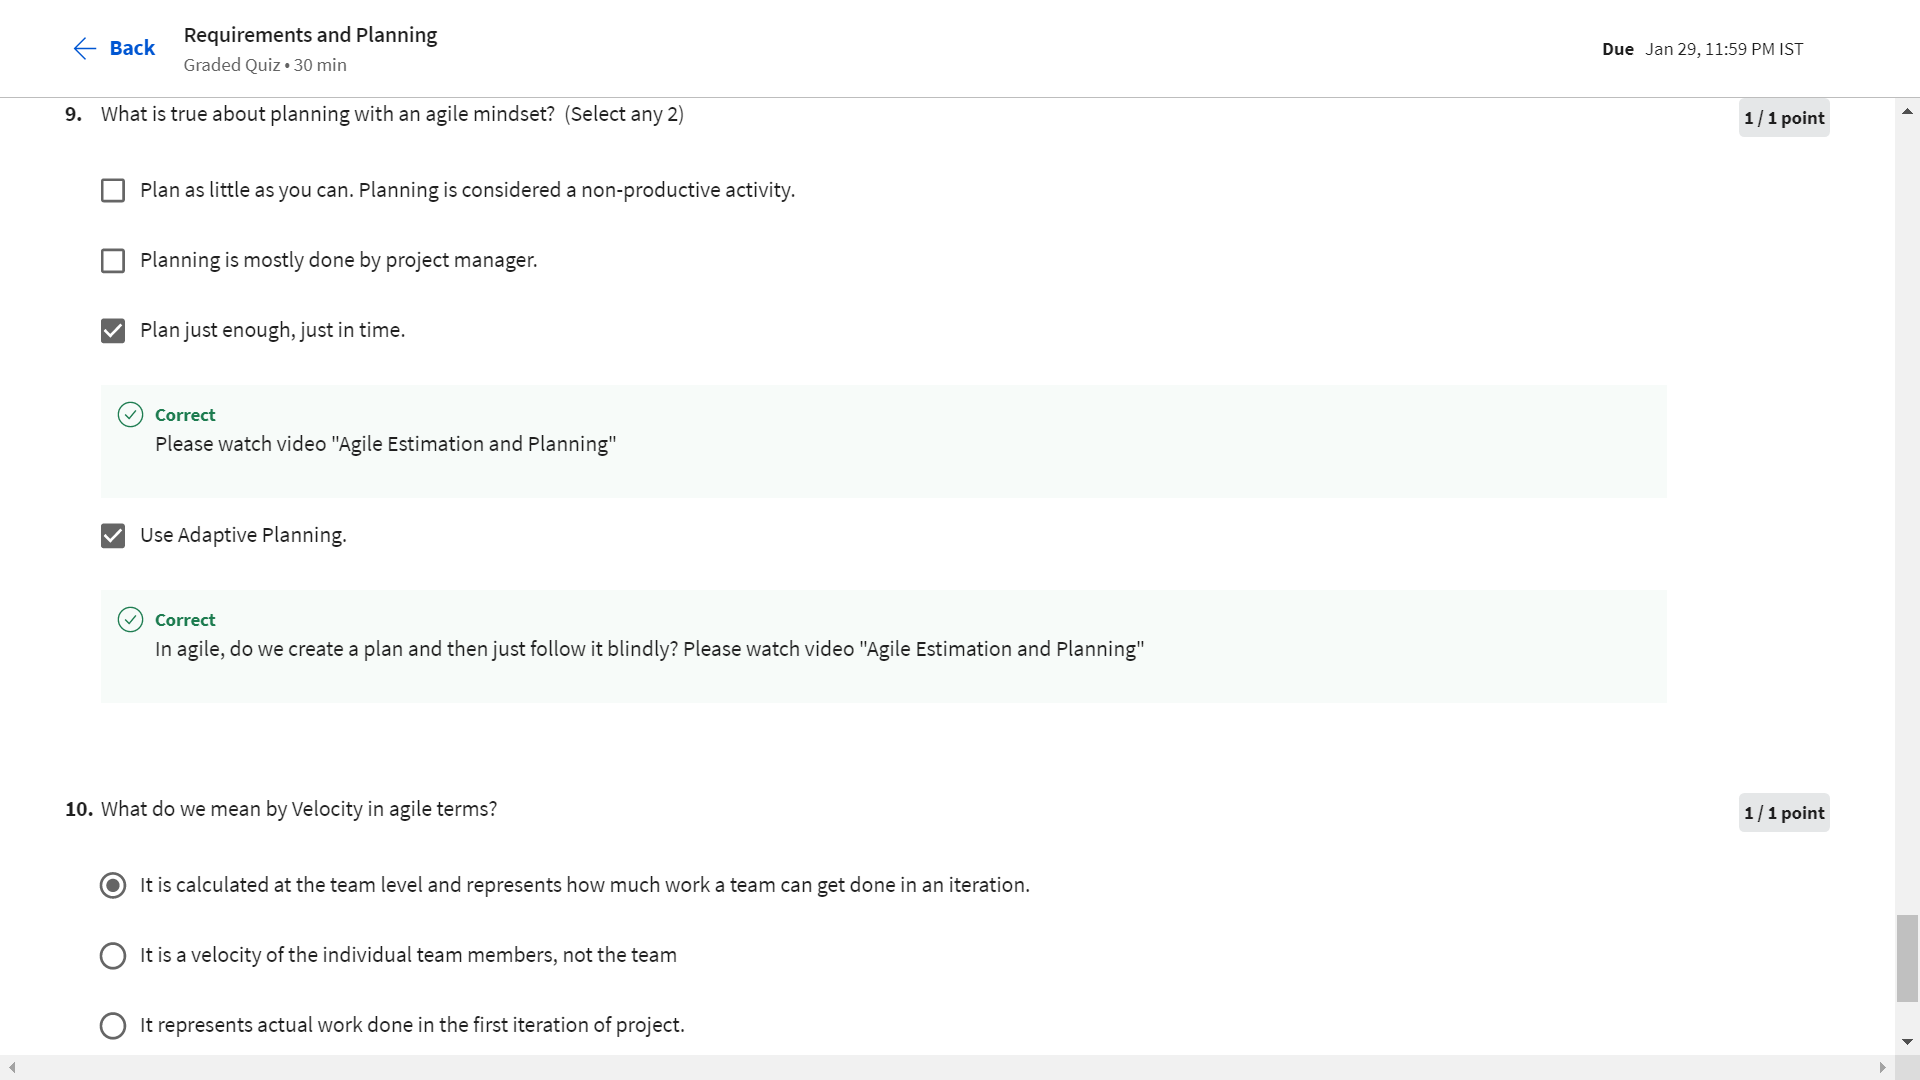 Back
Requirements and Planning
Graded Quiz • 30 min
Due Jan 29, 11:59 PM IST
9. What is true about planning with an agile mindset? (Select any 2)
1 / 1 point
Plan as little as you can. Planning is considered a non-productive activity.
Planning is mostly done by project manager.
Plan just enough, just in time.
Correct
Please watch video "Agile Estimation and Planning"
Use Adaptive Planning.
Correct
In agile, do we create a plan and then just follow it blindly? Please watch video "Agile Estimation and Planning"
10. What do we mean by Velocity in agile terms?
1 / 1 point
It is calculated at the team level and represents how much work a team can get done in an iteration.
It is a velocity of the individual team members, not the team
It represents actual work done in the first iteration of project.